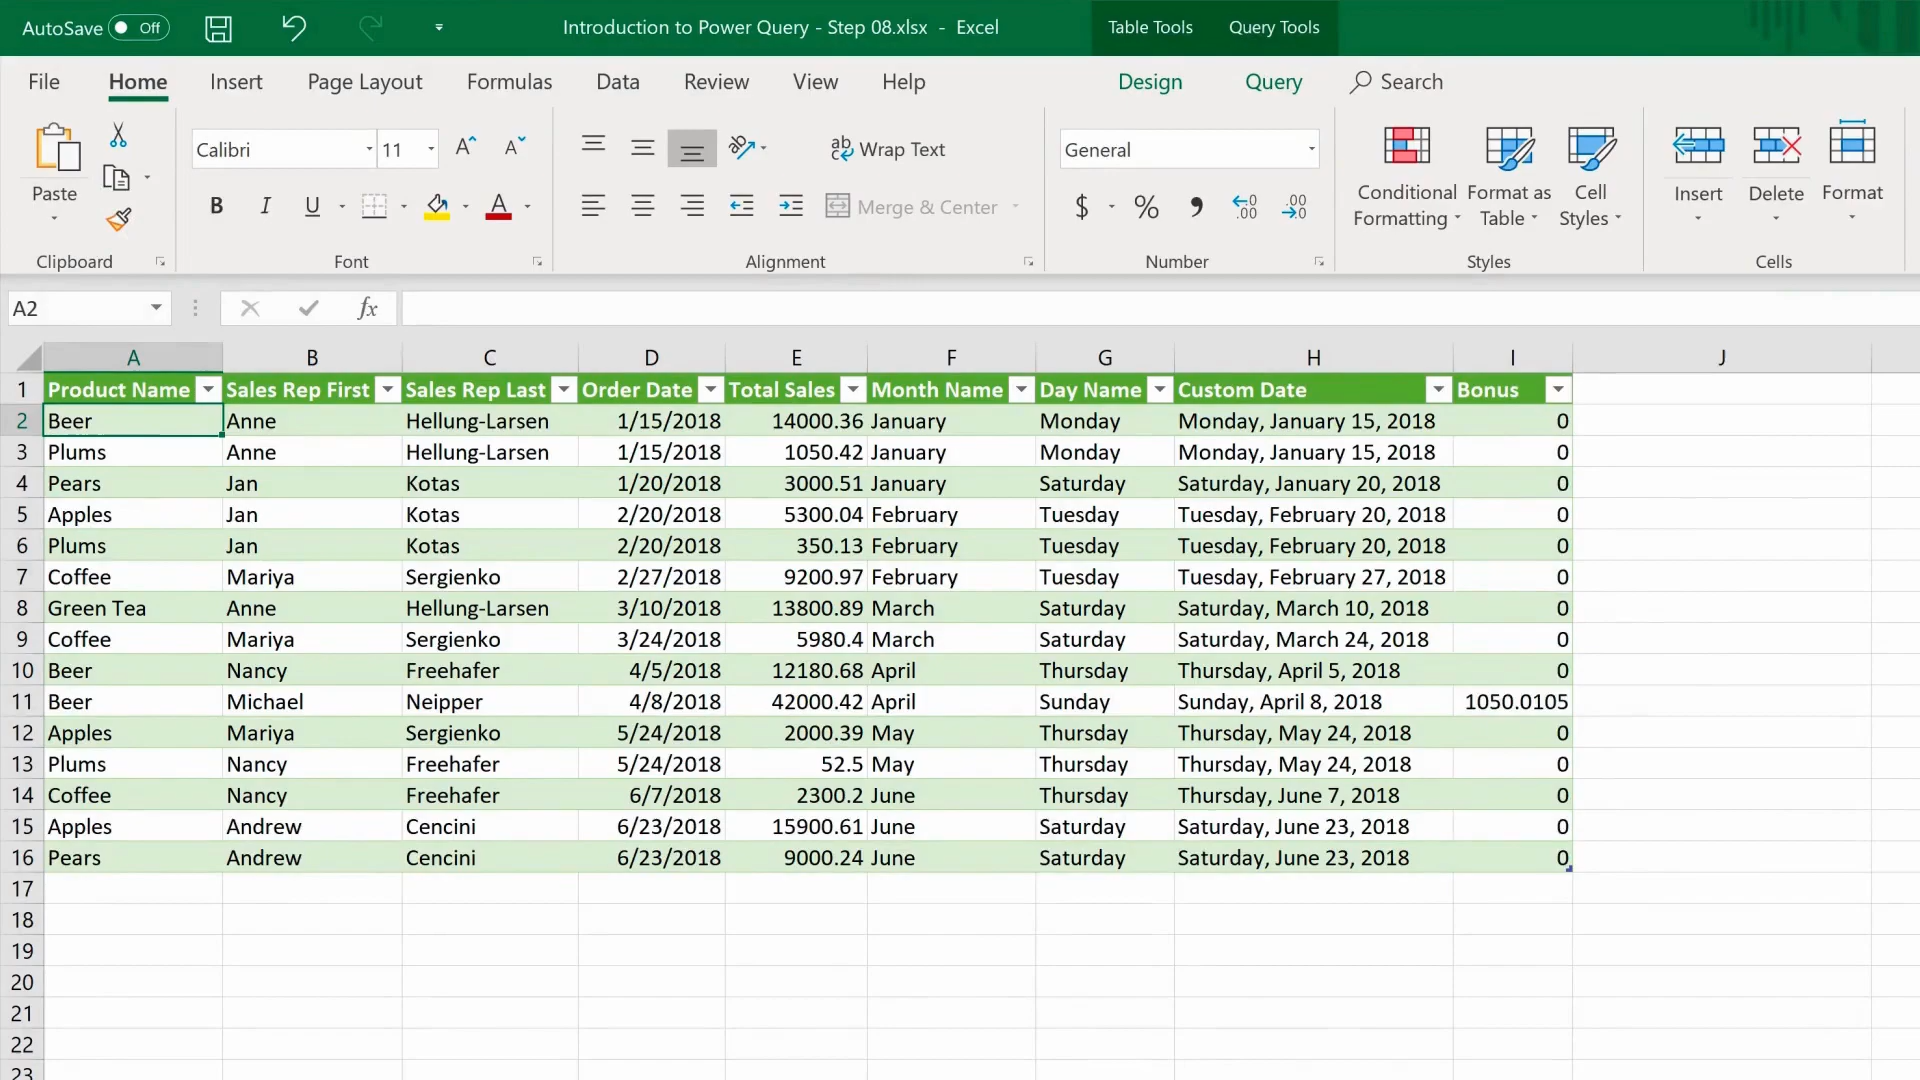 AutoSave Off Introduction to Power Query - Step 08.xlsx - Excel Table Tools Query Tools
File Home Insert Page Layout Formulas Data Review View Help Design Query Search
Calibri 11 A A ab Wrap Text General
Paste B I U A Merge & Center $ % , .00 .00 Conditional Formatting Format as Table Cell Styles Insert Delete Format
Clipboard Font Alignment Number Styles Cells
A2 fx
A B C D E F G H I J
1 Product Name Sales Rep First Sales Rep Last Order Date Total Sales Month Name Day Name Custom Date Bonus
2 Beer Anne Hellung-Larsen 1/15/2018 14000.36 January Monday Monday, January 15, 2018 0
3 Plums Anne Hellung-Larsen 1/15/2018 1050.42 January Monday Monday, January 15, 2018 0
4 Pears Jan Kotas 1/20/2018 3000.51 January Saturday Saturday, January 20, 2018 0
5 Apples Jan Kotas 2/20/2018 5300.04 February Tuesday Tuesday, February 20, 2018 0
6 Plums Jan Kotas 2/20/2018 350.13 February Tuesday Tuesday, February 20, 2018 0
7 Coffee Mariya Sergienko 2/27/2018 9200.97 February Tuesday Tuesday, February 27, 2018 0
8 Green Tea Anne Hellung-Larsen 3/10/2018 13800.89 March Saturday Saturday, March 10, 2018 0
9 Coffee Mariya Sergienko 3/24/2018 5980.4 March Saturday Saturday, March 24, 2018 0
10 Beer Nancy Freehafer 4/5/2018 12180.68 April Thursday Thursday, April 5, 2018 0
11 Beer Michael Neipper 4/8/2018 42000.42 April Sunday Sunday, April 8, 2018 1050.0105
12 Apples Mariya Sergienko 5/24/2018 2000.39 May Thursday Thursday, May 24, 2018 0
13 Plums Nancy Freehafer 5/24/2018 52.5 May Thursday Thursday, May 24, 2018 0
14 Coffee Nancy Freehafer 6/7/2018 2300.2 June Thursday Thursday, June 7, 2018 0
15 Apples Andrew Cencini 6/23/2018 15900.61 June Saturday Saturday, June 23, 2018 0
16 Pears Andrew Cencini 6/23/2018 9000.24 June Saturday Saturday, June 23, 2018 0
17
18
19
20
21
22
23